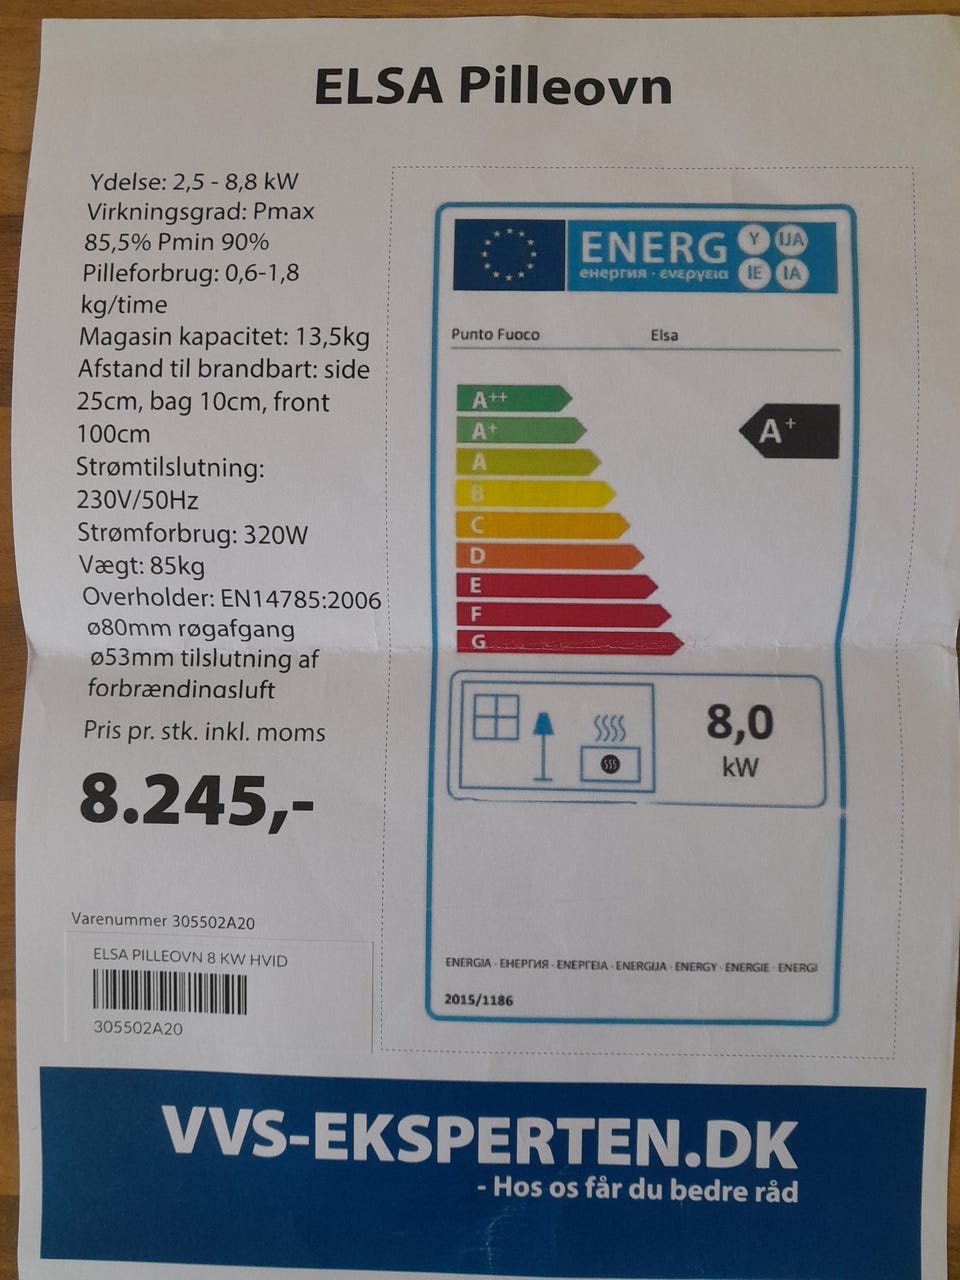 ELSA Pilleovn
Ydelse: 2,5 - 8,8 kW
Virkningsgrad: Pmax
85,5% Pmin 90%
Pilleforbrug: 0,6-1,8
kg/time
Magasin kapacitet: 13,5kg
Afstand til brandbart: side
25cm, bag 10cm, front
100cm
Strømtilslutning:
230V/50Hz
Strømforbrug: 320W
Vægt: 85kg
Overholder: EN14785:2006
ø80mm røgafgang
ø53mm tilslutning af
forbrændingsluft
Pris pr. stk. inkl. moms
8.245,-
Varenummer 305502A20
ELSA PILLEOVN 8 KW HVID
305502A20
ENERG Y IJA
енергия · ενεργεια IE IA
Punto Fuoco Elsa
A++
A+
A+
A
B
C
D
E
F
G
8,0
kW
ENERGIA · ЕНЕРГИЯ · ΕΝΕΡΓΕΙΑ · ENERGIJA · ENERGY · ENERGIE · ENERGI
2015/1186
VVS-EKSPERTEN.DK
- Hos os får du bedre råd